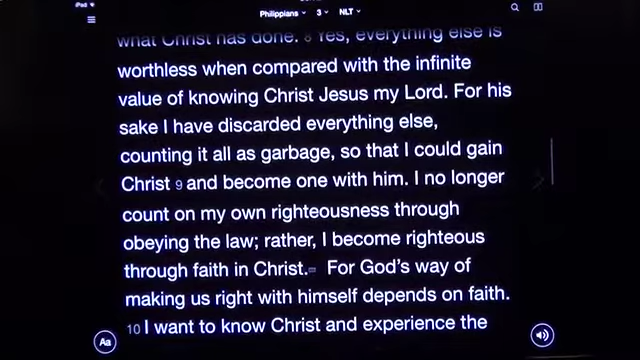 iPad
Philippians 3 NLT
what Christ has done. 8 Yes, everything else is
worthless when compared with the infinite
value of knowing Christ Jesus my Lord. For his
sake I have discarded everything else,
counting it all as garbage, so that I could gain
Christ 9 and become one with him. I no longer
count on my own righteousness through
obeying the law; rather, I become righteous
through faith in Christ. For God's way of
making us right with himself depends on faith.
10 I want to know Christ and experience the
Aa